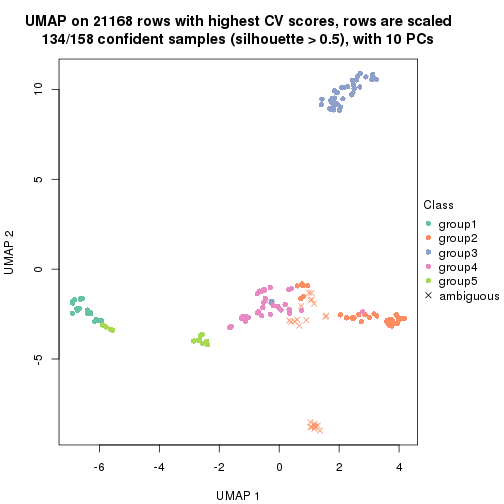 UMAP on 21168 rows with highest CV scores, rows are scaled
134/158 confident samples (silhouette > 0.5), with 10 PCs
10
5
0
-5
UMAP 2
-6
-4
-2
0
2
4
UMAP 1
Class
group1
group2
group3
group4
group5
ambiguous